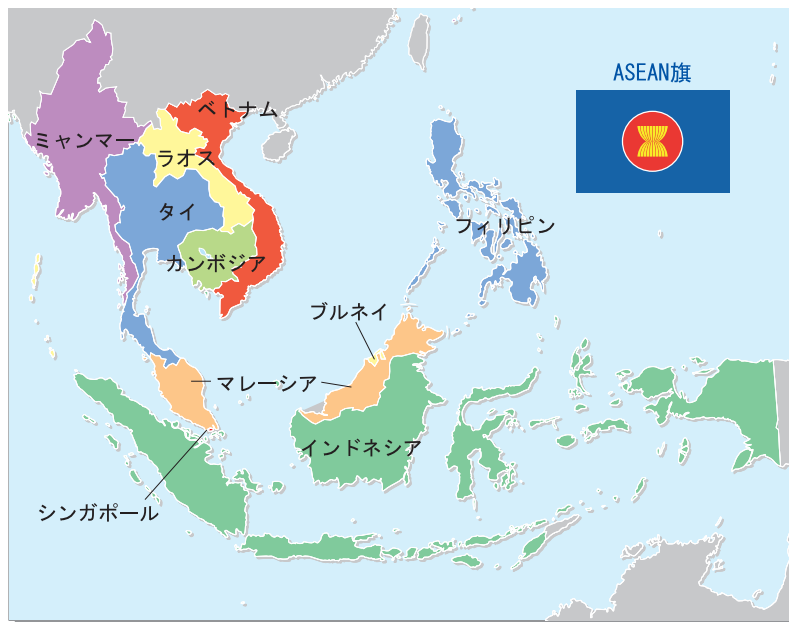 ASEAN旗
ベトナム
ミャンマー
ラオス
タイ
フィリピン
カンボジア
ブルネイ
マレーシア
インドネシア
シンガポール